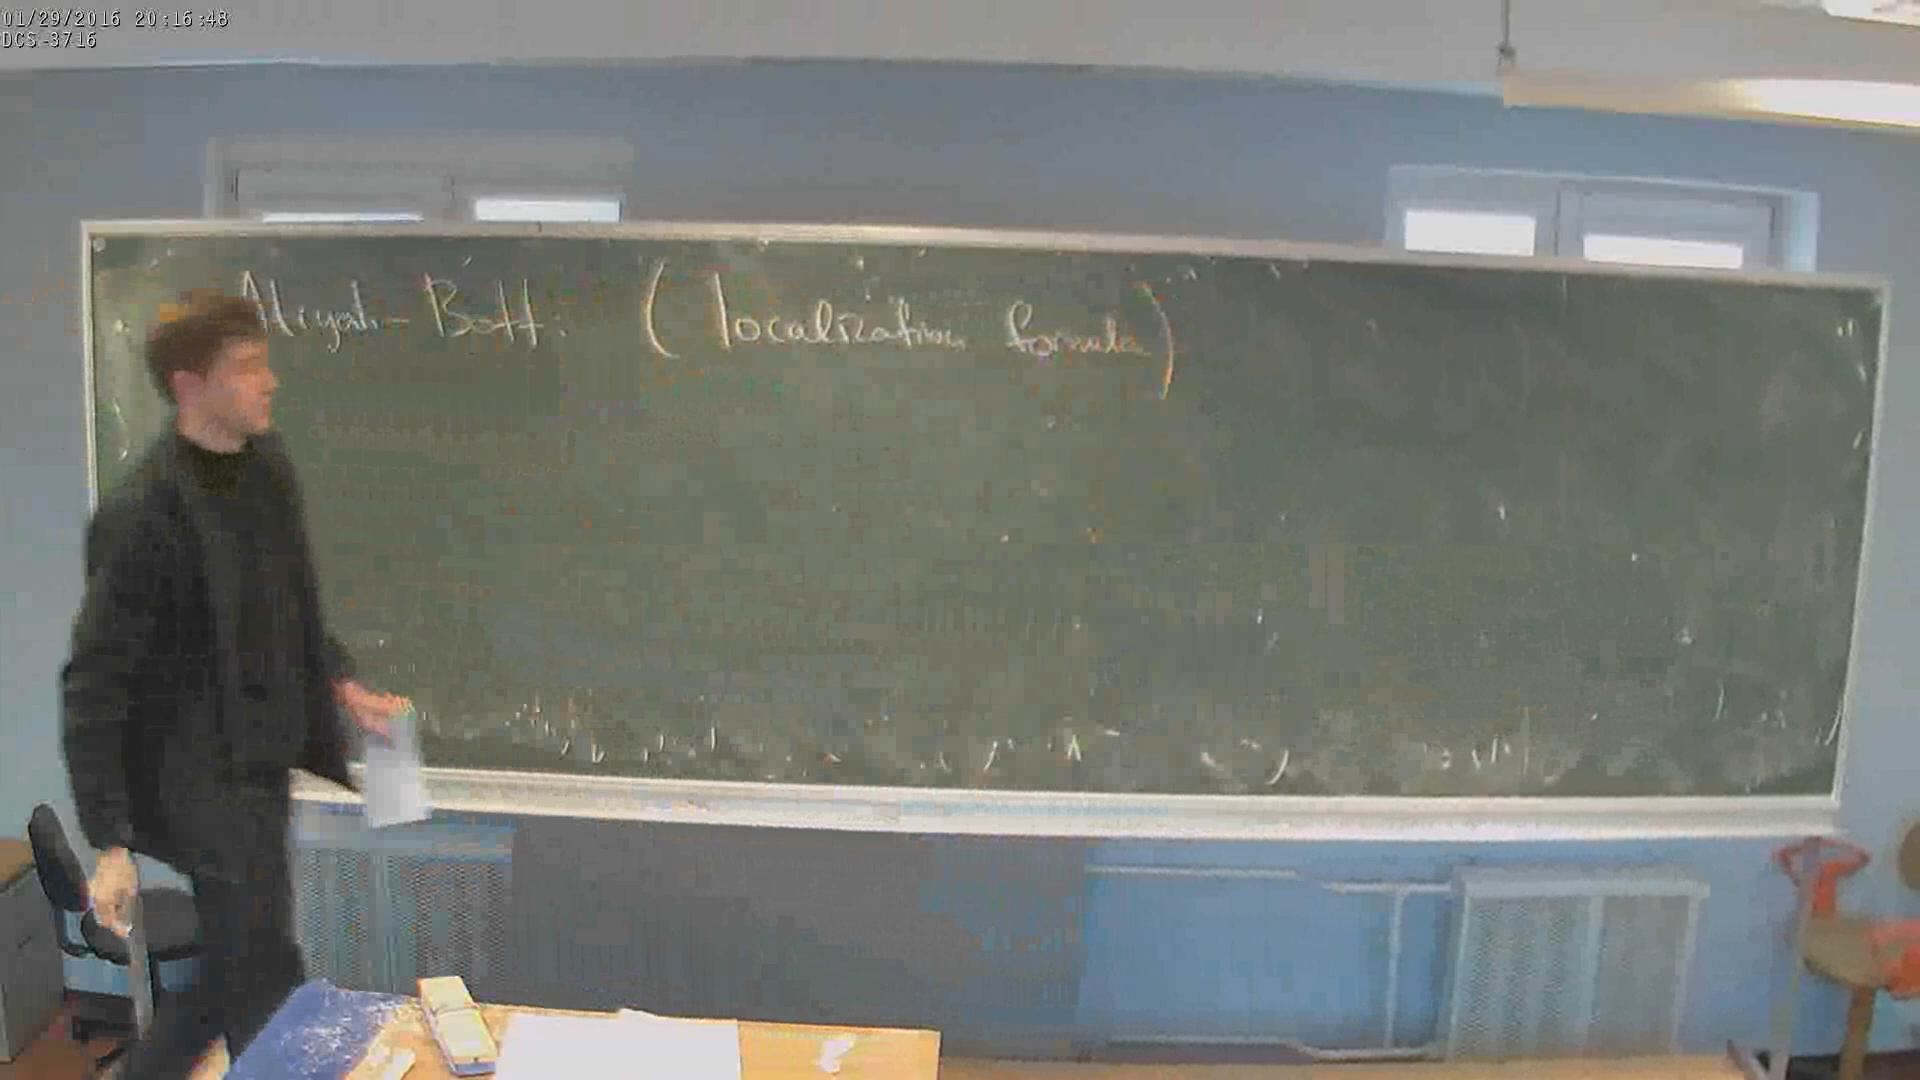 01/29/2016 20:16:48
DCS-3716
Atiyah-Bott: (localization formula)